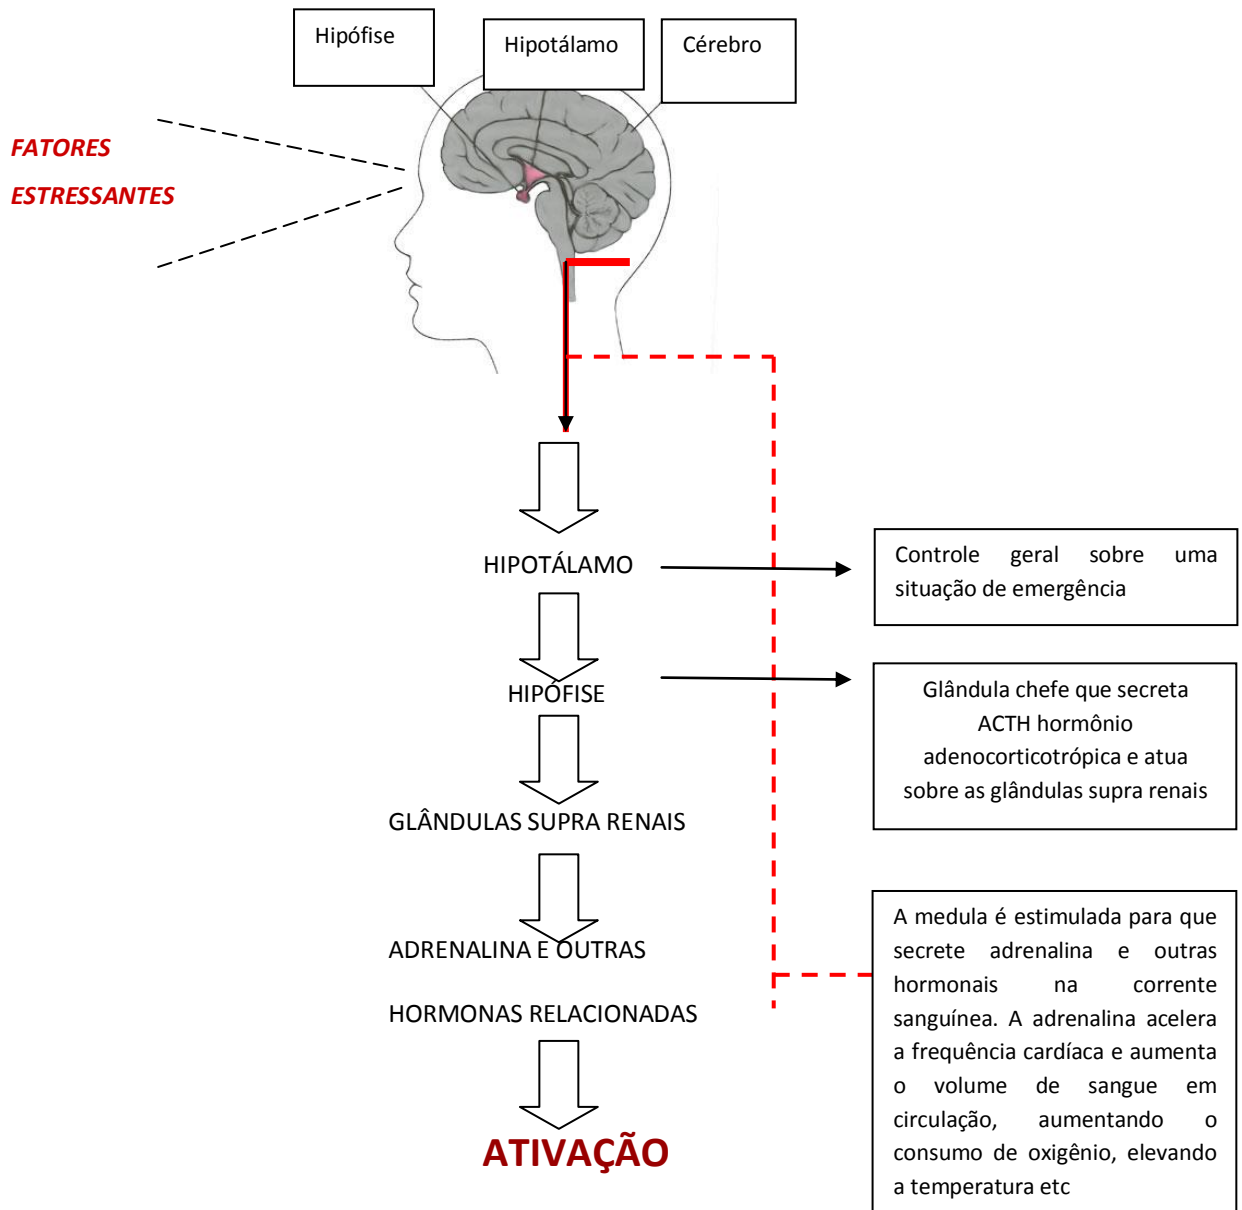 Hipófise
Hipotálamo
Cérebro
FATORES
ESTRESSANTES
HIPOTÁLAMO
Controle geral sobre uma
situação de emergência
HIPÓFISE
Glândula chefe que secreta
ACTH hormônio
adenocorticotrópica e atua
sobre as glândulas supra renais
GLÂNDULAS SUPRA RENAIS
ADRENALINA E OUTRAS
HORMONAS RELACIONADAS
A medula é estimulada para que
secrete adrenalina e outras
hormonais na corrente
sanguínea. A adrenalina acelera
a frequência cardíaca e aumenta
o volume de sangue em
circulação, aumentando o
consumo de oxigênio, elevando
a temperatura etc
ATIVAÇÃO